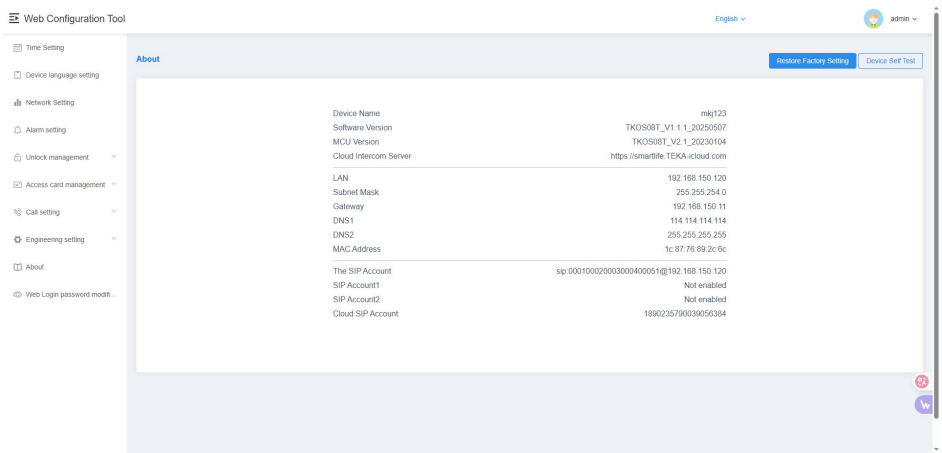 Web Configuration Tool
English
admin
Time Setting
Device language setting
Network Setting
Alarm setting
Unlock management
Access card management
Call setting
Engineering setting
About
Web Login password modifi...
About
Restore Factory Setting
Device Self Test
Device Name mkj123
Software Version TKOS08T_V1.1.1_20250507
MCU Version TKOS08T_V2.1_20230104
Cloud Intercom Server https://smartlife.TEKA-icloud.com
LAN 192.168.150.120
Subnet Mask 255.255.254.0
Gateway 192.168.150.11
DNS1 114.114.114.114
DNS2 255.255.255.255
MAC Address 1c:87:76:89:2c:6c
The SIP Account sip:000100020003000400051@192.168.150.120
SIP Account1 Not enabled
SIP Account2 Not enabled
Cloud SIP Account 1890235790039056384